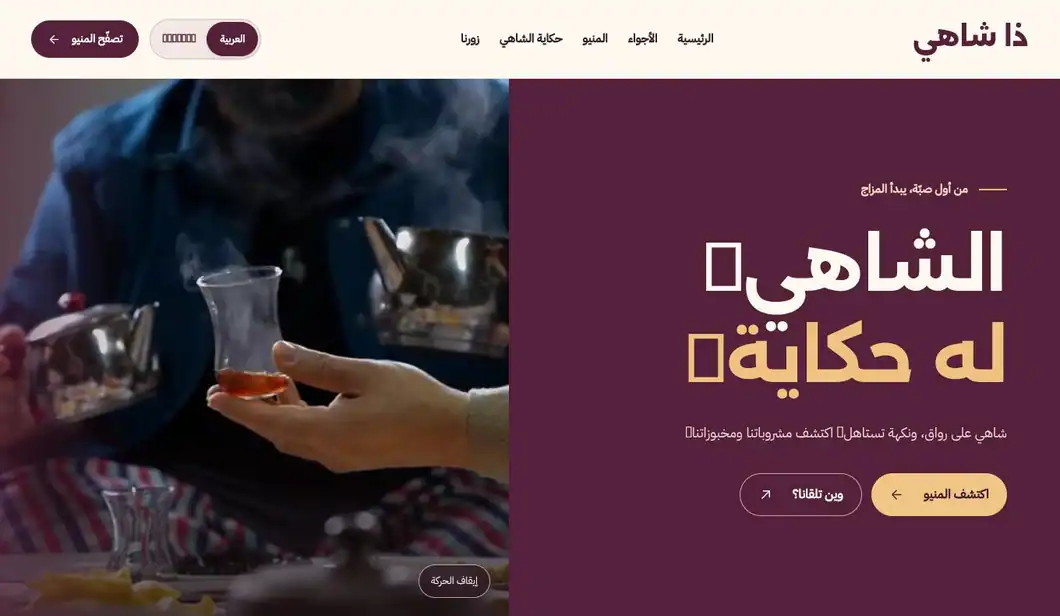 ذا شاهي
الرئيسية
الأجواء
المنيو
حكاية الشاهي
زورنا
العربية
تصفّح المنيو
من أول صبّة، يبدأ المزاج
الشاهي
له حكاية
شاهي على رواق، ونكهة تستاهل اكتشف مشروباتنا ومخبوزاتنا
اكتشف المنيو
وين تلقانا؟
إيقاف الحركة